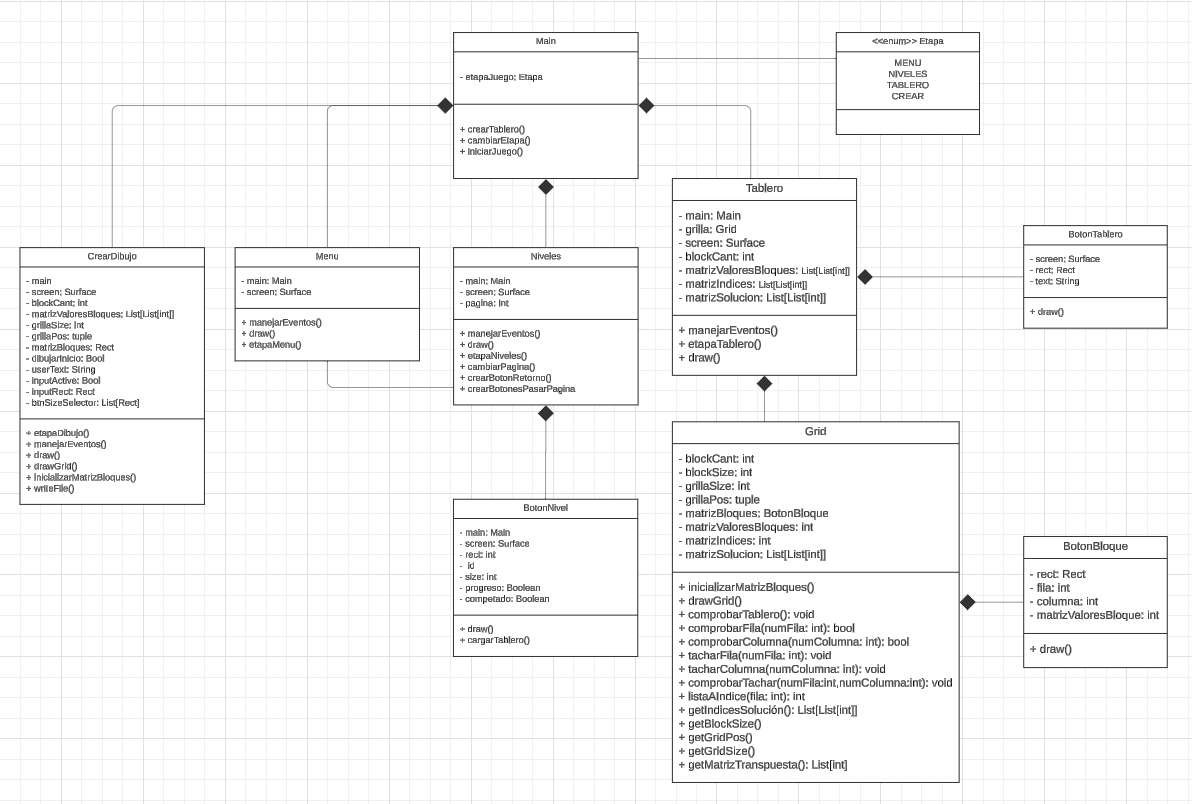 Main
- etapaJuego; Etapa
+ crearTablero()
+ cambiarEtapa()
+ iniciarJuego()
<<enum>> Etapa
MENU
NIVELES
TABLERO
CREAR
Tablero
- main: Main
- grilla: Grid
- screen: Surface
- blockCant: int
- matrizValoresBloques: List[List[int]]
- matrizIndices: List[List[int]]
- matrizSolucion: List[List[int]]
+ manejarEventos()
+ etapaTablero()
+ draw()
BotonTablero
- screen; Surface
- rect; Rect
- text; String
+ draw()
CrearDibujo
- main
- screen; Surface
- blockCant; int
- matrizValoresBloques: List[List[int]]
- grillaSize: int
- grillaPos: tuple
- matrizBloques: Rect
- dibujarInicio: Bool
- userText: String
- inputActive: Bool
- inputRect: Rect
- btnSizeSelector: List[Rect]
+ etapaDibujo()
+ manejarEventos()
+ draw()
+ drawGrid()
+ inicializarMatrizBloques()
+ writeFile()
Menu
- main: Main
- screen; Surface
+ manejarEventos()
+ draw()
+ etapaMenu()
Niveles
- main; Main
- screen; Surface
- pagina; int
+ manejarEventos()
+ draw()
+ etapaNiveles()
+ cambiarPagina()
+ crearBotonRetorno()
+ crearBotonesPasarPagina
Grid
- blockCant: int
- blockSize; int
- grillaSize: int
- grillaPos: tuple
- matrizBloques; BotonBloque
- matrizValoresBloques: int
- matrizIndices: int
- matrizSolucion; List[List[int]]
+ inicializarMatrizBloques()
+ drawGrid()
+ comprobarTablero(): void
+ comprobarFila(numFila: int): bool
+ comprobarColumna(numColumna: int): bool
+ tacharFila(numFila: int): void
+ tacharColumna(numColumna: int): void
+ comprobarTachar(numFila:int,numColumna:int): void
+ listaAIndice(fila: int): int
+ getIndicesSolución(): List[List[int]]
+ getBlockSize()
+ getGridPos()
+ getGridSize()
+ getMatrizTranspuesta(): List[int]
BotonNivel
- main: Main
- screen: Surface
- rect: int
- id
- size: int
- progreso: Boolean
- competado: Boolean
+ draw()
+ cargarTablero()
BotonBloque
- rect: Rect
- fila: int
- columna: int
- matrizValoresBloque: int
+ draw()